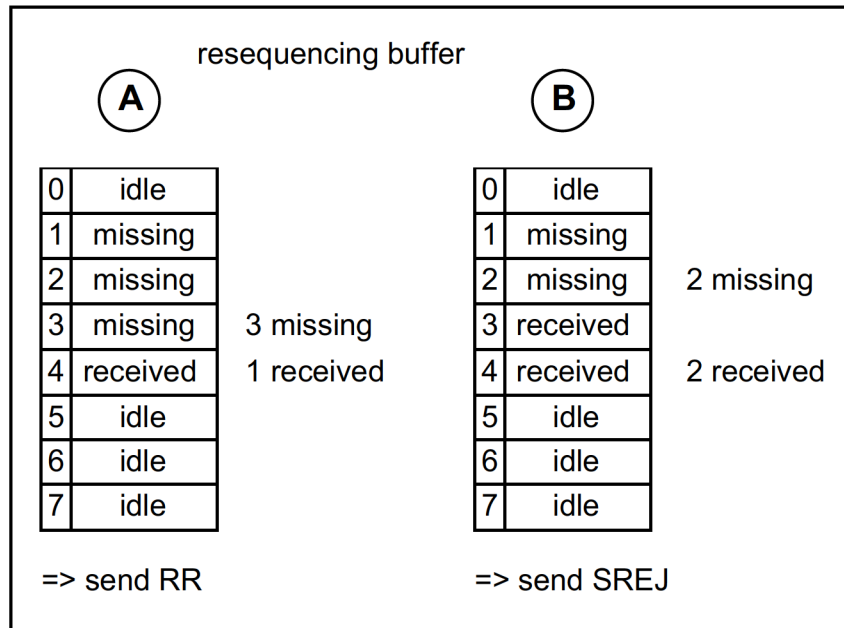 resequencing buffer
A B
0 idle 0 idle
1 missing 1 missing
2 missing 2 missing 2 missing
3 missing 3 missing 3 received
4 received 1 received 4 received 2 received
5 idle 5 idle
6 idle 6 idle
7 idle 7 idle
=> send RR => send SREJ